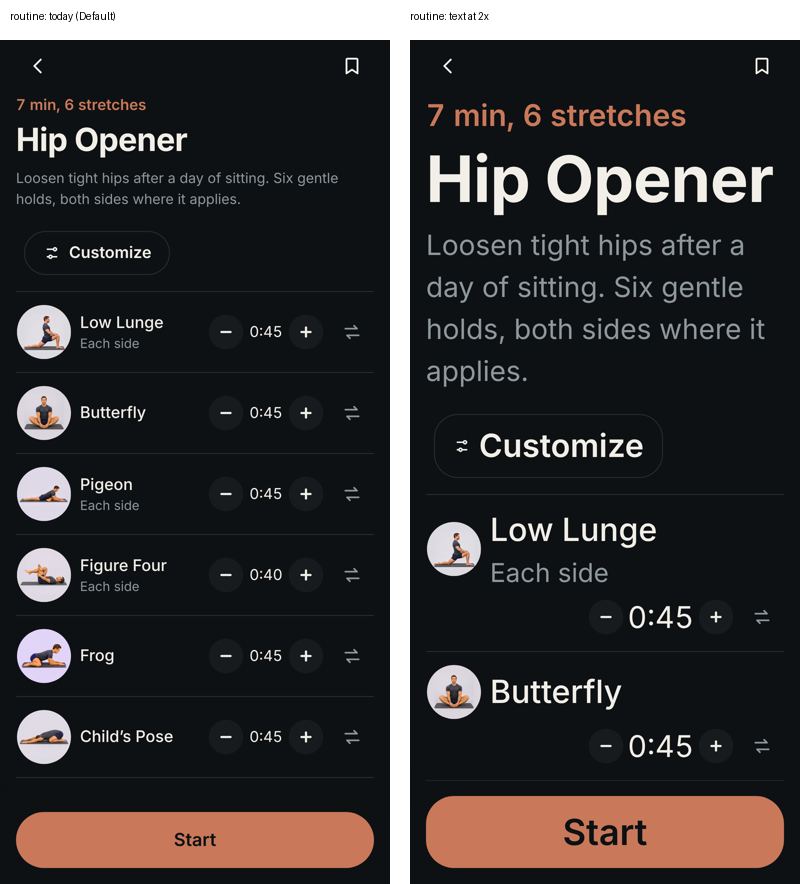 routine: today (Default)
7 min, 6 stretches
Hip Opener
Loosen tight hips after a day of sitting. Six gentle
holds, both sides where it applies.
Customize
Low Lunge
Each side
0:45
Butterfly
0:45
Pigeon
Each side
0:45
Figure Four
Each side
0:40
Frog
0:45
Child’s Pose
0:45
Start
routine: text at 2x
7 min, 6 stretches
Hip Opener
Loosen tight hips after a
day of sitting. Six gentle
holds, both sides where it
applies.
Customize
Low Lunge
Each side
0:45
Butterfly
0:45
Start